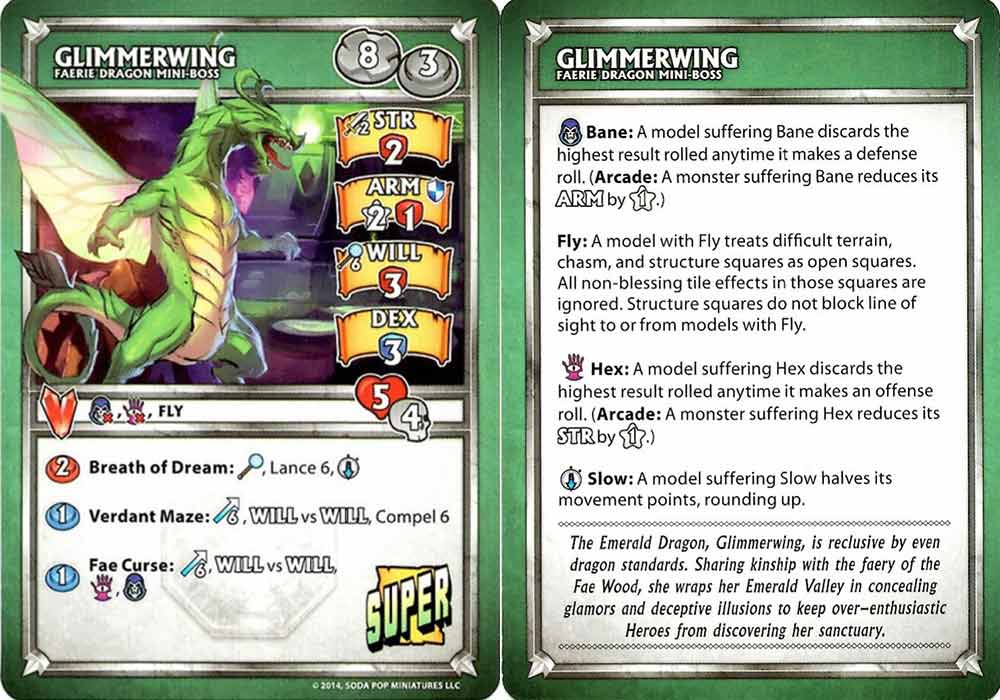 GLIMMERWING
FAERIE DRAGON MINI-BOSS
8
3
2 STR
2
ARM
2 1
WILL
3
DEX
3
, , FLY
5
4
2 Breath of Dream: , Lance 6,
1 Verdant Maze: 6, WILL vs WILL, Compel 6
1 Fae Curse: 6, WILL vs WILL,
,
SUPER
© 2014, SODA POP MINIATURES LLC
GLIMMERWING
FAERIE DRAGON MINI-BOSS
Bane: A model suffering Bane discards the
highest result rolled anytime it makes a defense
roll. (Arcade: A monster suffering Bane reduces its
ARM by 1.)
Fly: A model with Fly treats difficult terrain,
chasm, and structure squares as open squares.
All non-blessing tile effects in those squares are
ignored. Structure squares do not block line of
sight to or from models with Fly.
Hex: A model suffering Hex discards the
highest result rolled anytime it makes an offense
roll. (Arcade: A monster suffering Hex reduces its
STR by 1.)
Slow: A model suffering Slow halves its
movement points, rounding up.
The Emerald Dragon, Glimmerwing, is reclusive by even
dragon standards. Sharing kinship with the faery of the
Fae Wood, she wraps her Emerald Valley in concealing
glamors and deceptive illusions to keep over-enthusiastic
Heroes from discovering her sanctuary.